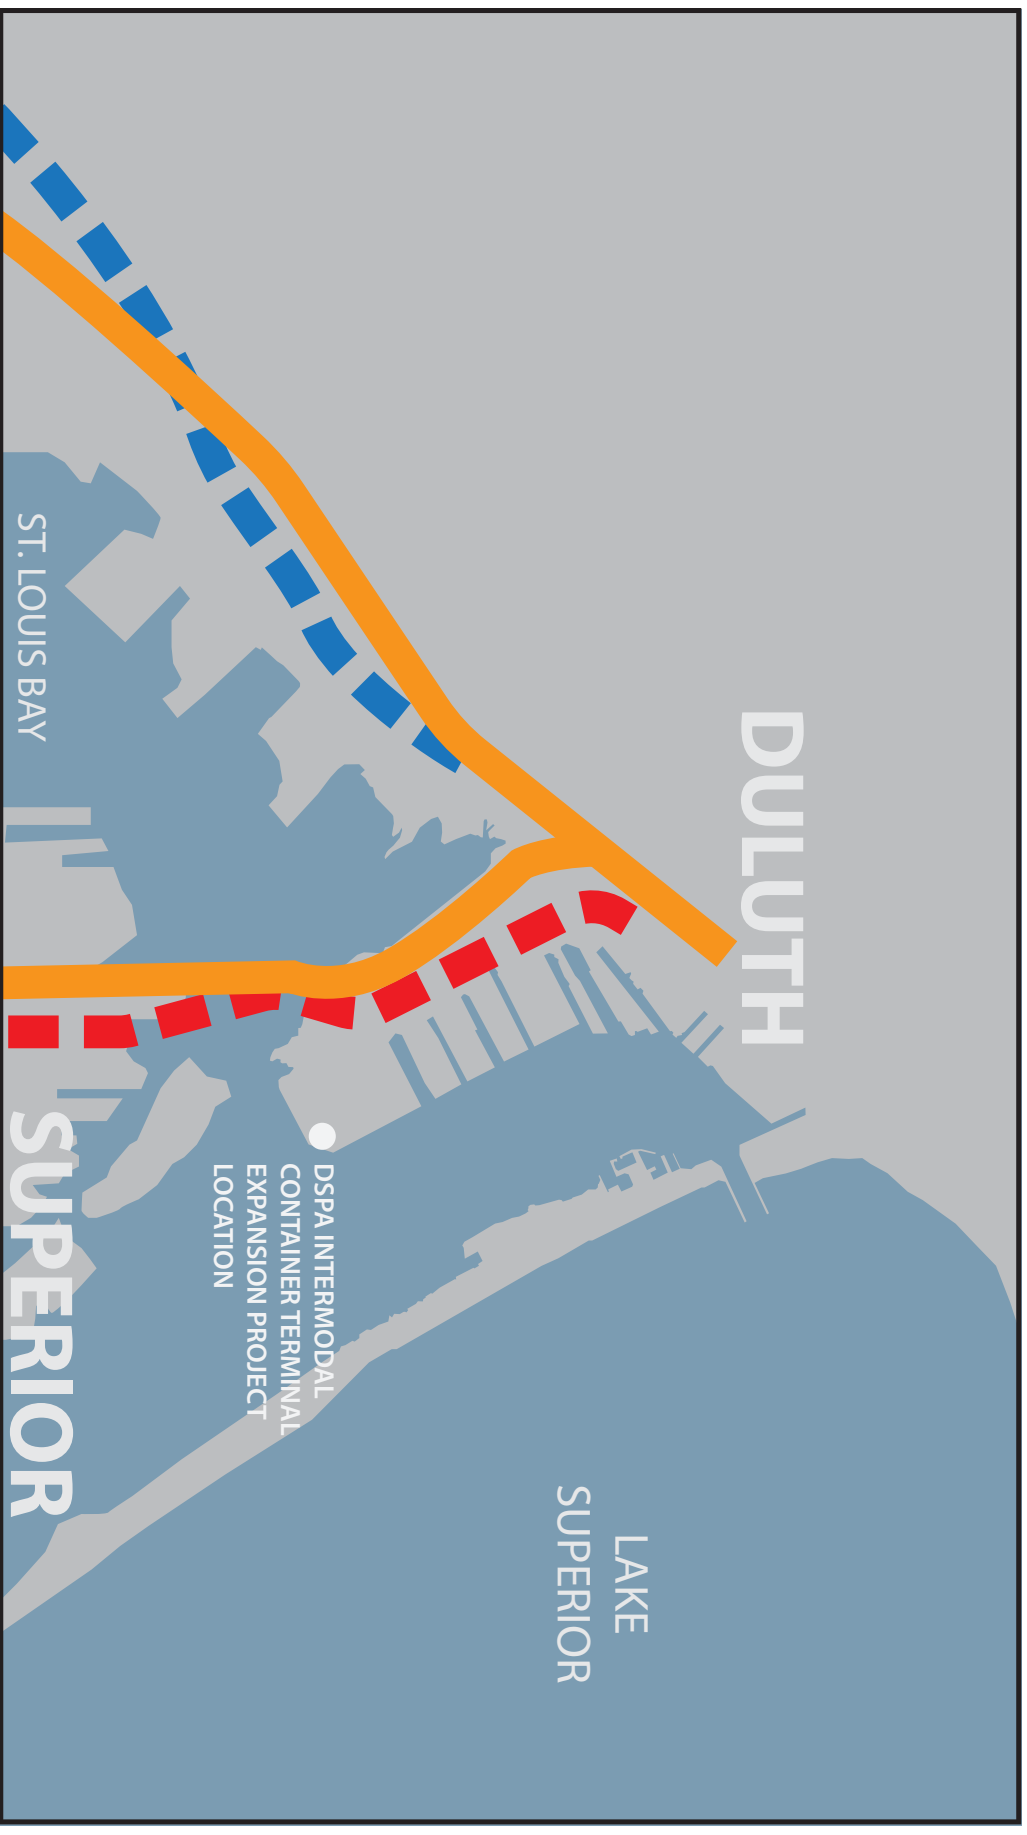 DULUTH
LAKE
SUPERIOR
DSPA INTERMODAL
CONTAINER TERMINAL
EXPANSION PROJECT
LOCATION
ST. LOUIS BAY
SUPERIOR